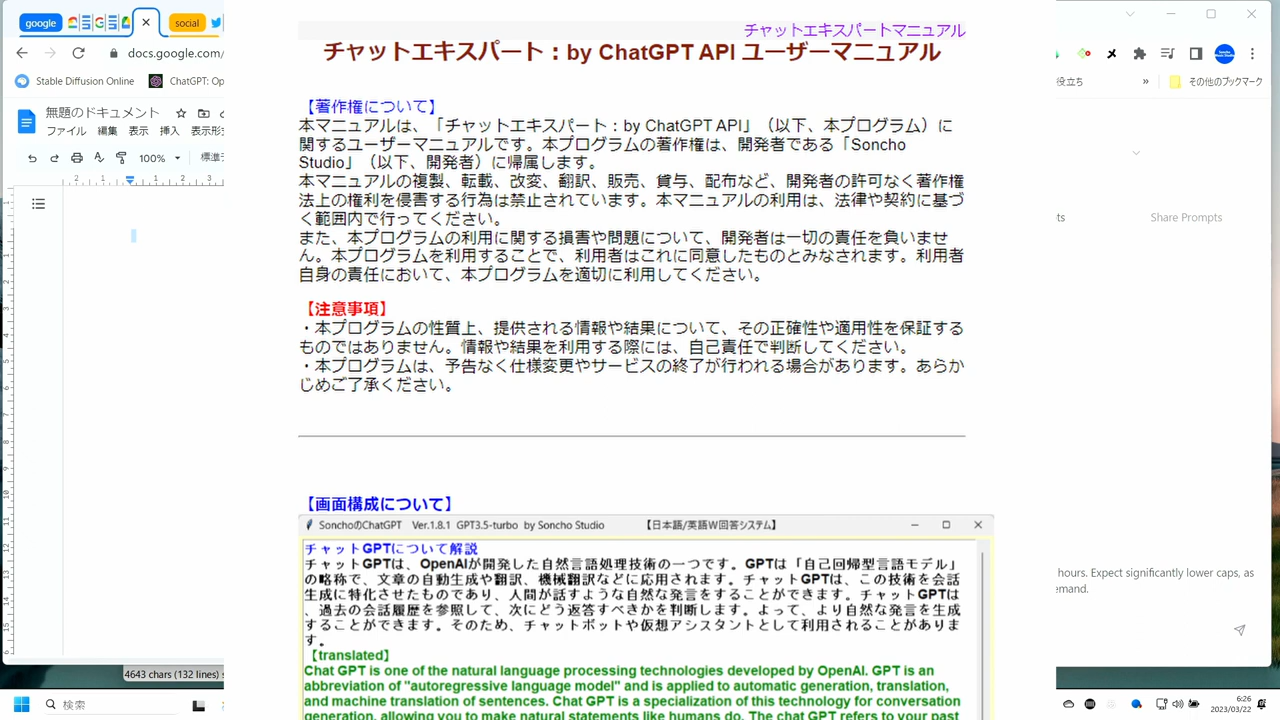 google
social
docs.google.com/
Stable Diffusion Online
ChatGPT: Op
役立ち
»
その他のブックマーク
無題のドキュメント
ファイル 編集 表示 挿入 表示形式
100%
標準テ
2 1 1 2 3
チャットエキスパートマニュアル
チャットエキスパート：by ChatGPT API ユーザーマニュアル
【著作権について】
本マニュアルは、「チャットエキスパート：by ChatGPT API」（以下、本プログラム）に
関するユーザーマニュアルです。本プログラムの著作権は、開発者である「Soncho
Studio」（以下、開発者）に帰属します。
本マニュアルの複製、転載、改変、翻訳、販売、貸与、配布など、開発者の許可なく著作権
法上の権利を侵害する行為は禁止されています。本マニュアルの利用は、法律や契約に基づ
く範囲内で行ってください。
また、本プログラムの利用に関する損害や問題について、開発者は一切の責任を負いませ
ん。本プログラムを利用することで、利用者はこれに同意したものとみなされます。利用者
自身の責任において、本プログラムを適切に利用してください。
【注意事項】
・本プログラムの性質上、提供される情報や結果について、その正確性や適用性を保証する
ものではありません。情報や結果を利用する際には、自己責任で判断してください。
・本プログラムは、予告なく仕様変更やサービスの終了が行われる場合があります。あらか
じめご了承ください。
【画面構成について】
SonchoのChatGPT Ver.1.8.1 GPT3.5-turbo by Soncho Studio 【日本語/英語W回答システム】
チャットGPTについて解説
チャットGPTは、OpenAIが開発した自然言語処理技術の一つです。GPTは「自己回帰型言語モデル」
の略称で、文章の自動生成や翻訳、機械翻訳などに応用されます。チャットGPTは、この技術を会話
生成に特化させたものであり、人間が話すような自然な発言をすることができます。チャットGPTは
、過去の会話履歴を参照して、次にどう返答すべきかを判断します。よって、より自然な発言を生成
することができます。そのため、チャットボットや仮想アシスタントとして利用されることがありま
す。
【translated】
Chat GPT is one of the natural language processing technologies developed by OpenAI. GPT is an
abbreviation of "autoregressive language model" and is applied to automatic generation, translation,
and machine translation of sentences. Chat GPT is a specialization of this technology for conversation
generation, allowing you to make natural statements like humans do. The chat GPT refers to your past
ts
Share Prompts
hours. Expect significantly lower caps, as
emand.
4643 chars (132 lines) s
検索
6:26
2023/03/22